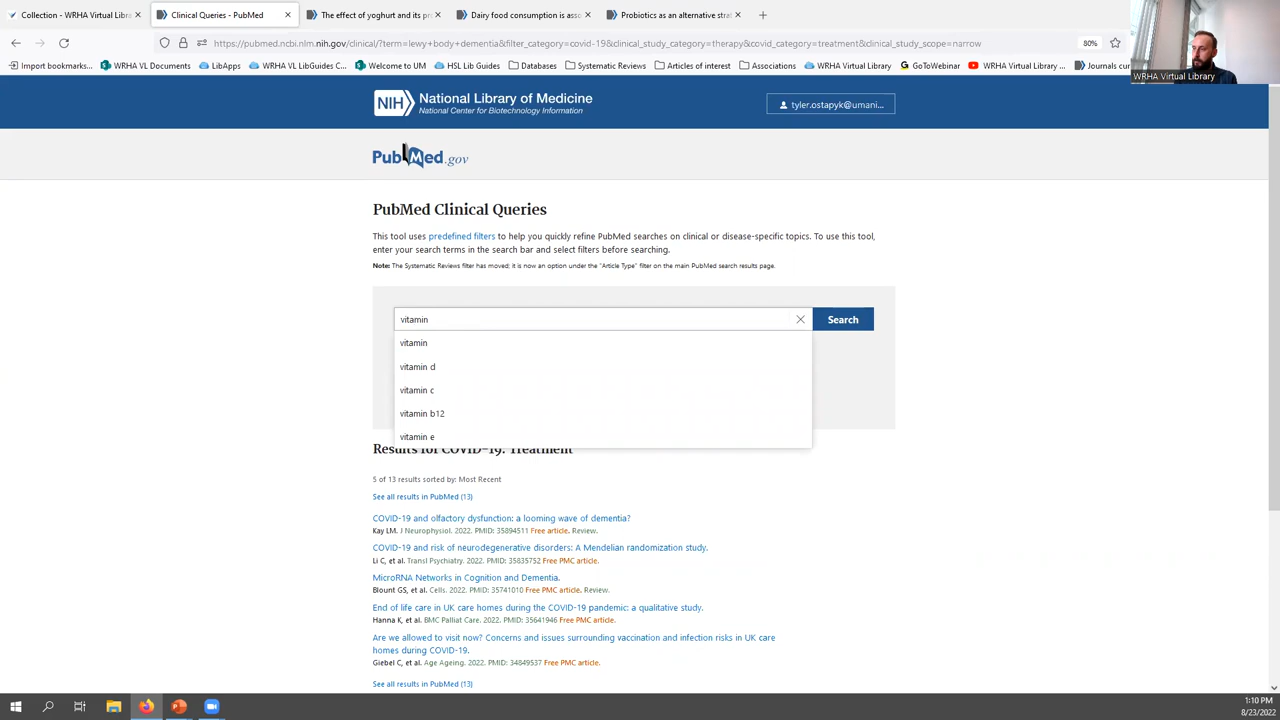 Collection - WRHA Virtual Libra
Clinical Queries - PubMed
The effect of yoghurt and its pr
Dairy food consumption is asso
Probiotics as an alternative strat
https://pubmed.ncbi.nlm.nih.gov/clinical/?term=lewy+body+dementia&filter_category=covid-19&clinical_study_category=therapy&covid_category=treatment&clinical_study_scope=narrow
80%
Import bookmarks...
WRHA VL Documents
LibApps
WRHA VL LibGuides C...
Welcome to UM
HSL Lib Guides
Databases
Systematic Reviews
Articles of interest
Associations
WRHA Virtual Library
GoToWebinar
WRHA Virtual Library ...
Journals curr
WRHA Virtual Library
NIH National Library of Medicine
National Center for Biotechnology Information
tyler.ostapyk@umani...
PubMed.gov
PubMed Clinical Queries
This tool uses predefined filters to help you quickly refine PubMed searches on clinical or disease-specific topics. To use this tool,
enter your search terms in the search bar and select filters before searching.
Note: The Systematic Reviews filter has moved; it is now an option under the "Article Type" filter on the main PubMed search results page.
vitamin
Search
vitamin
vitamin d
vitamin c
vitamin b12
vitamin e
Results for COVID-19: Treatment
5 of 13 results sorted by: Most Recent
See all results in PubMed (13)
COVID-19 and olfactory dysfunction: a looming wave of dementia?
Kay LM. J Neurophysiol. 2022. PMID: 35894511 Free article. Review.
COVID-19 and risk of neurodegenerative disorders: A Mendelian randomization study.
Li C, et al. Transl Psychiatry. 2022. PMID: 35835752 Free PMC article.
MicroRNA Networks in Cognition and Dementia.
Blount GS, et al. Cells. 2022. PMID: 35741010 Free PMC article. Review.
End of life care in UK care homes during the COVID-19 pandemic: a qualitative study.
Hanna K, et al. BMC Palliat Care. 2022. PMID: 35641946 Free PMC article.
Are we allowed to visit now? Concerns and issues surrounding vaccination and infection risks in UK care
homes during COVID-19.
Giebel C, et al. Age Ageing. 2022. PMID: 34849537 Free PMC article.
See all results in PubMed (13)
1:10 PM
8/23/2022